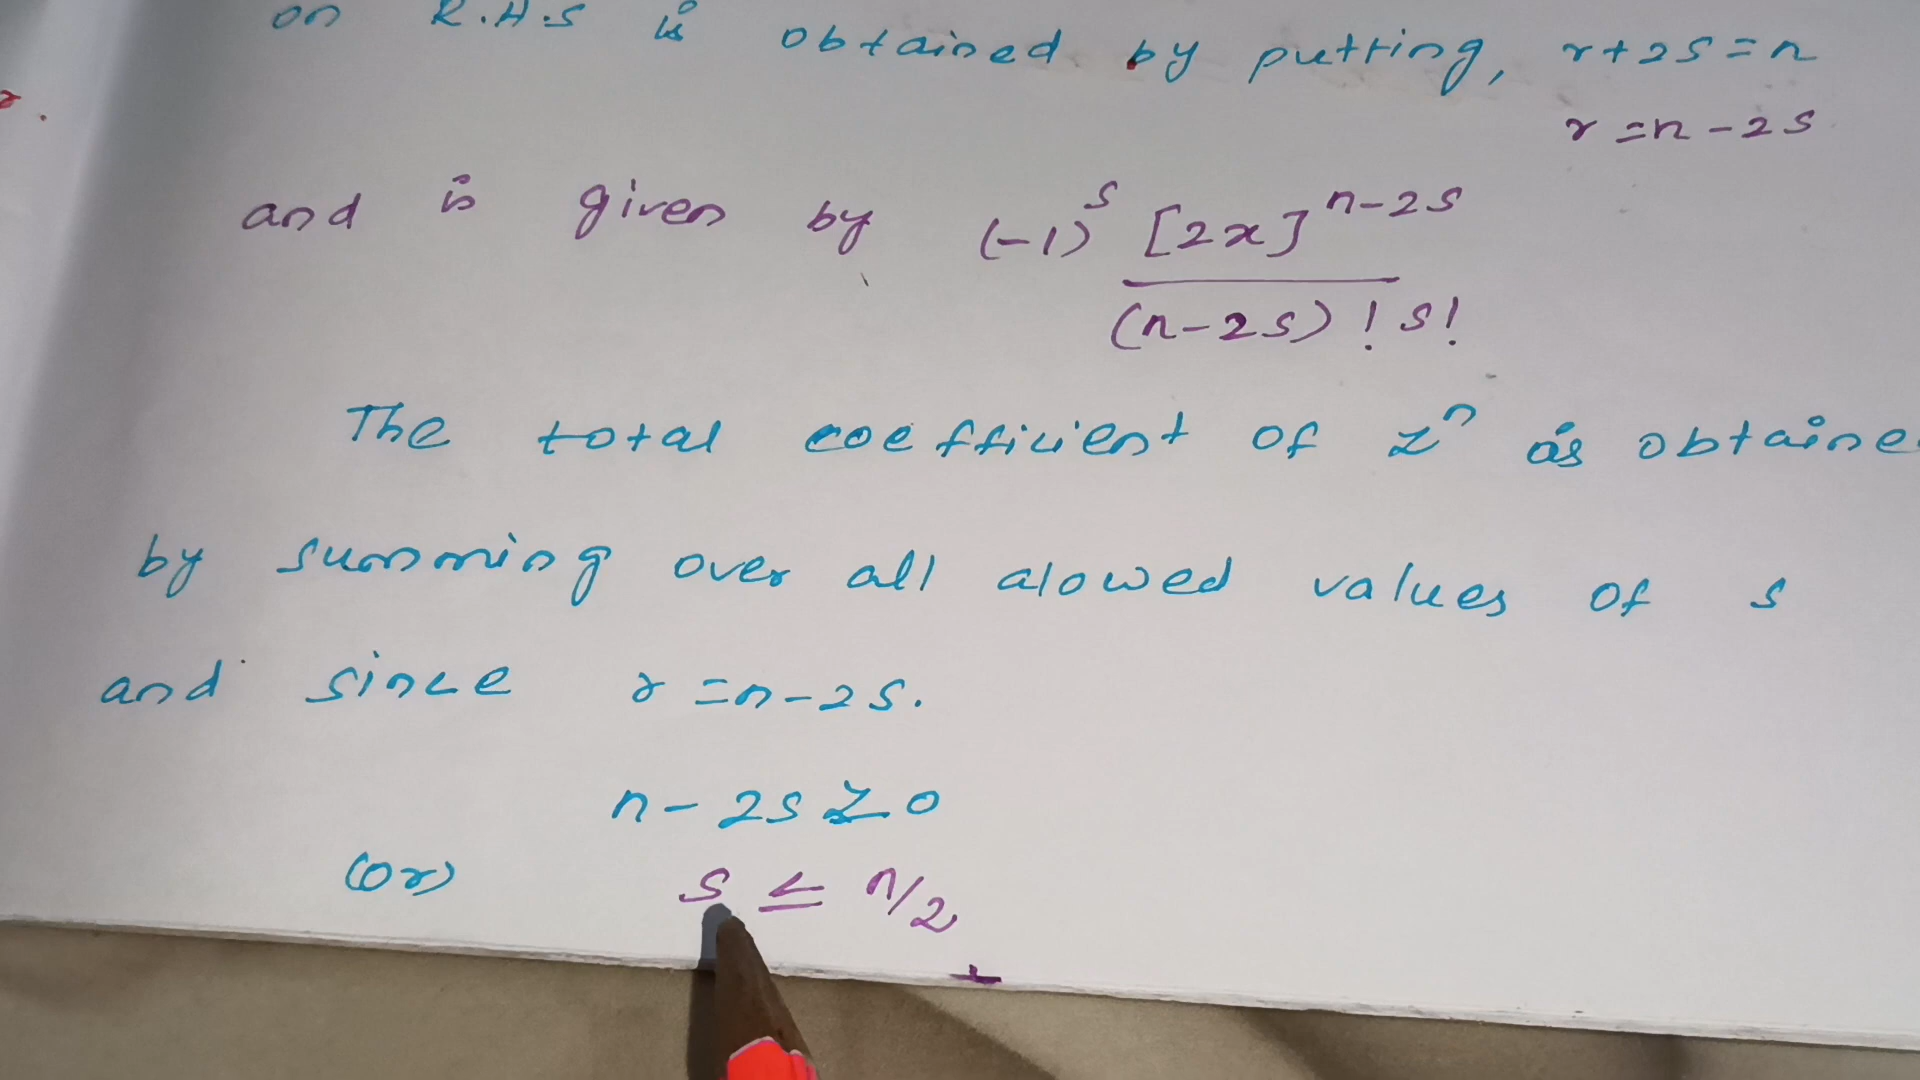 on R.H.S is obtained by putting, r+2s=n
r=n-2s
and is given by (-1)^s [2x]^{n-2s} / (n-2s)! s!
The total coefficient of z^n is obtaine
by summing over all alowed values of s
and since r=n-2s.
n-2s≥0
(or) s ≤ n/2